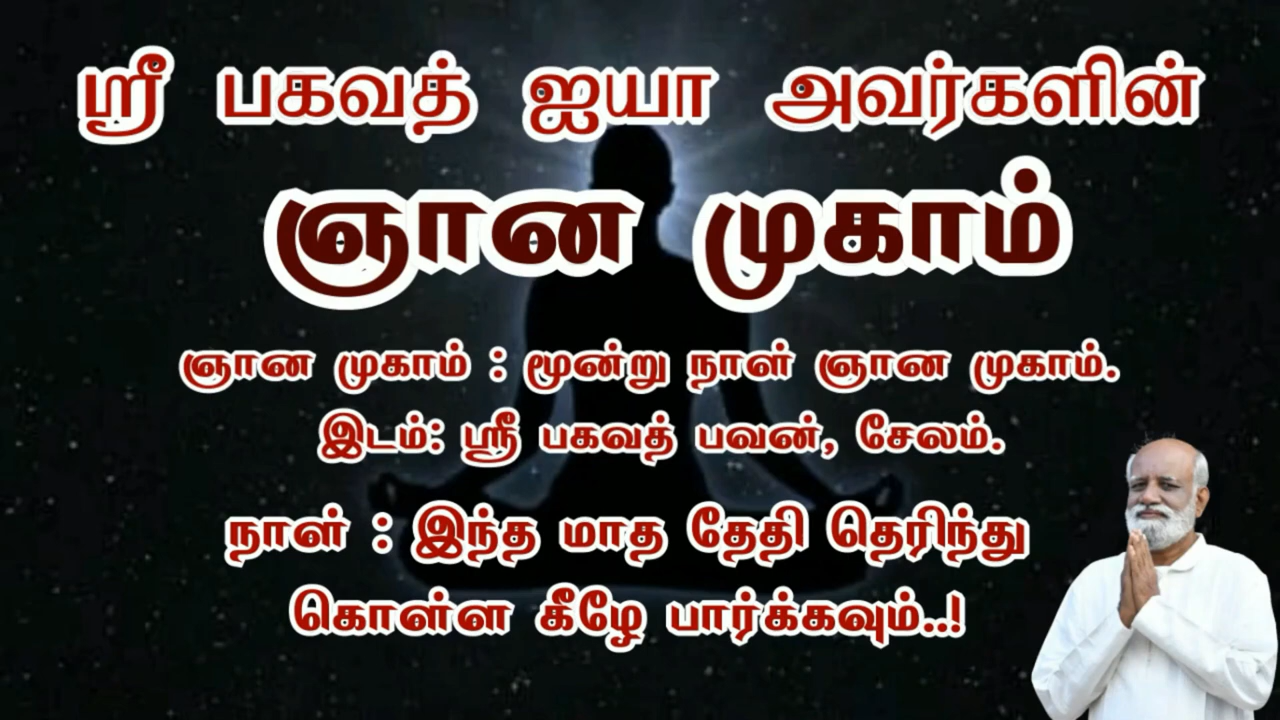 ஸ்ரீ பகவத் ஐயா அவர்களின்
ஞான முகாம்
ஞான முகாம் : மூன்று நாள் ஞான முகாம்.
இடம்: ஸ்ரீ பகவத் பவன், சேலம்.
நாள் : இந்த மாத தேதி தெரிந்து
கொள்ள கீழே பார்க்கவும்..!